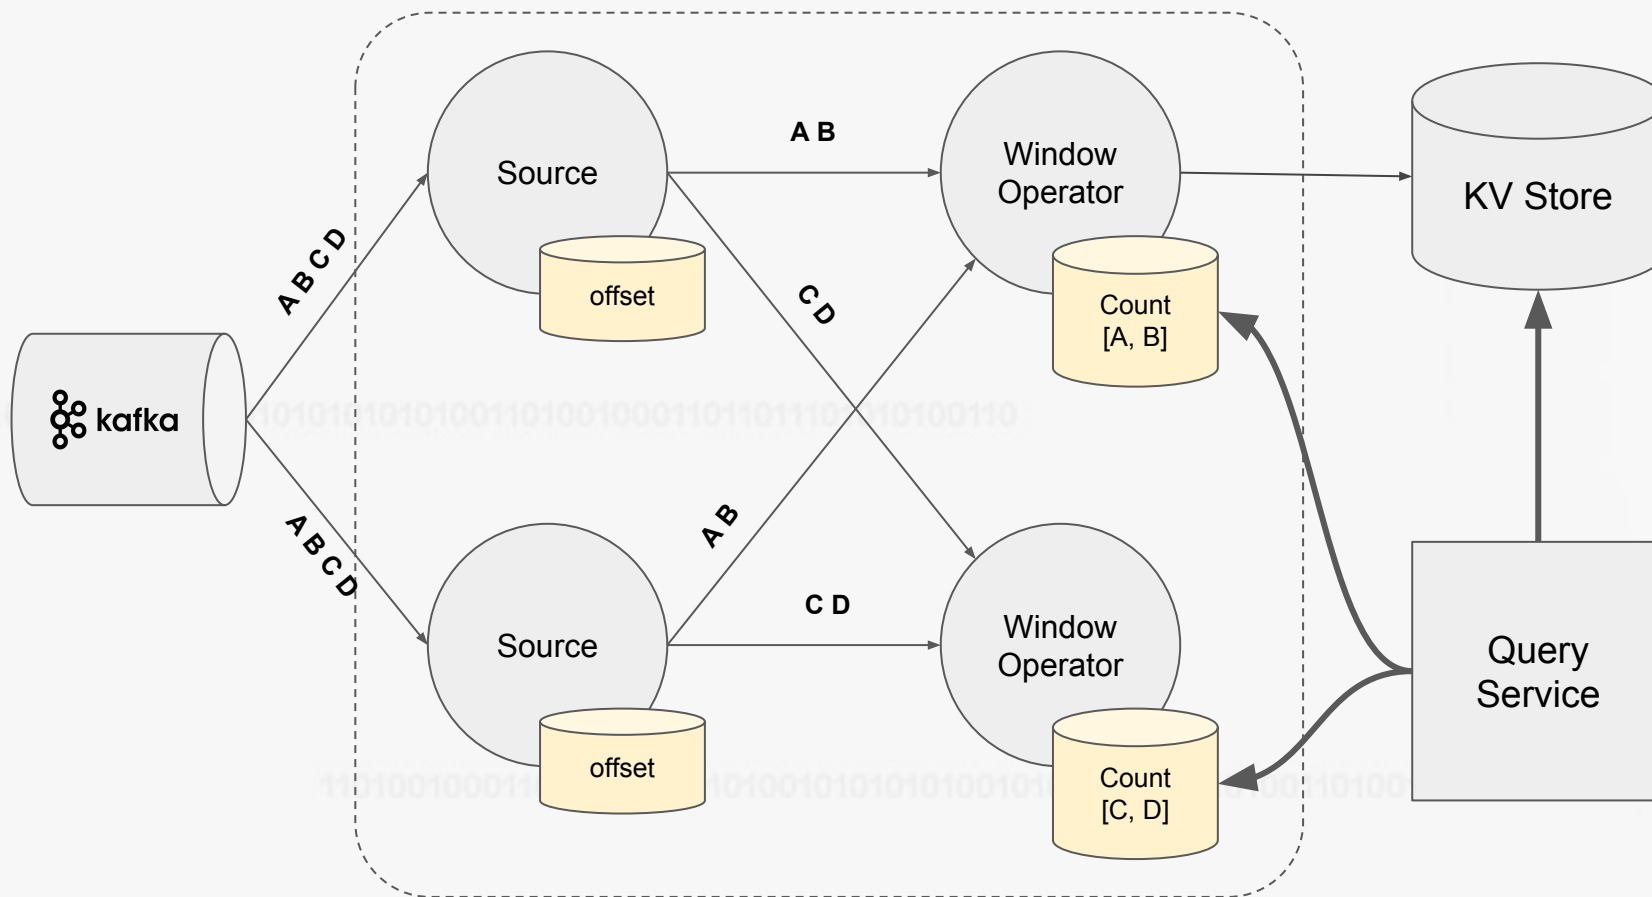 A B
Source
Window
Operator
KV Store
A B C D
offset
C D
Count
[A, B]
kafka
A B C D
A B
C D
Source
Window
Operator
Query
Service
offset
Count
[C, D]